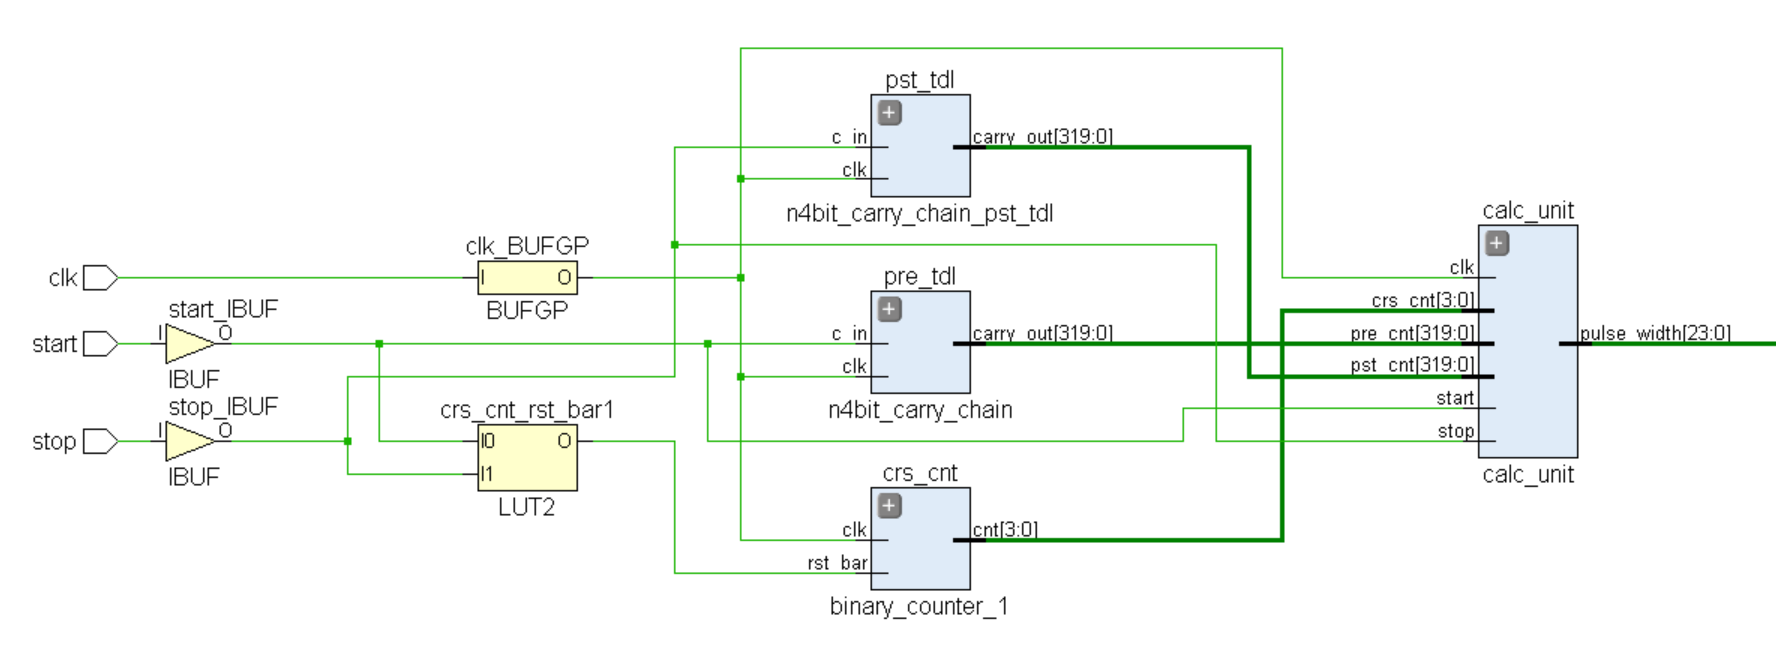 pst_tdl
+
c_in
carry_out[319:0]
clk
n4bit_carry_chain_pst_tdl
calc_unit
+
clk_BUFGP
clk
I
O
BUFGP
pre_tdl
+
clk
crs_cnt[3:0]
start_IBUF
start
I
O
IBUF
c_in
carry_out[319:0]
pre_cnt[319:0]
pulse_width[23:0]
clk
pst_cnt[319:0]
n4bit_carry_chain
start
stop_IBUF
stop
I
O
IBUF
crs_cnt_rst_bar1
I0
O
I1
LUT2
stop
calc_unit
crs_cnt
+
clk
cnt[3:0]
rst_bar
binary_counter_1